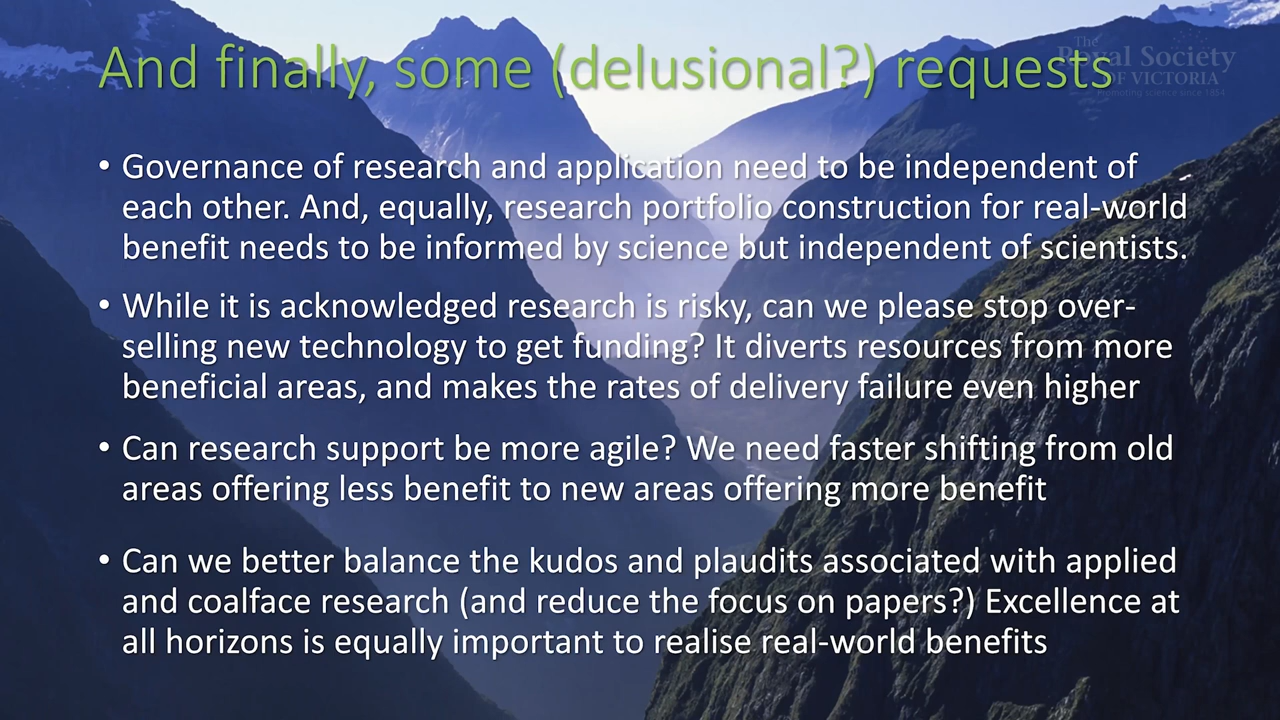 And finally, some (delusional?) requests
The
Royal Society
OF VICTORIA
Promoting science since 1854
• Governance of research and application need to be independent of
each other. And, equally, research portfolio construction for real-world
benefit needs to be informed by science but independent of scientists.
• While it is acknowledged research is risky, can we please stop over-
selling new technology to get funding? It diverts resources from more
beneficial areas, and makes the rates of delivery failure even higher
• Can research support be more agile? We need faster shifting from old
areas offering less benefit to new areas offering more benefit
• Can we better balance the kudos and plaudits associated with applied
and coalface research (and reduce the focus on papers?) Excellence at
all horizons is equally important to realise real-world benefits